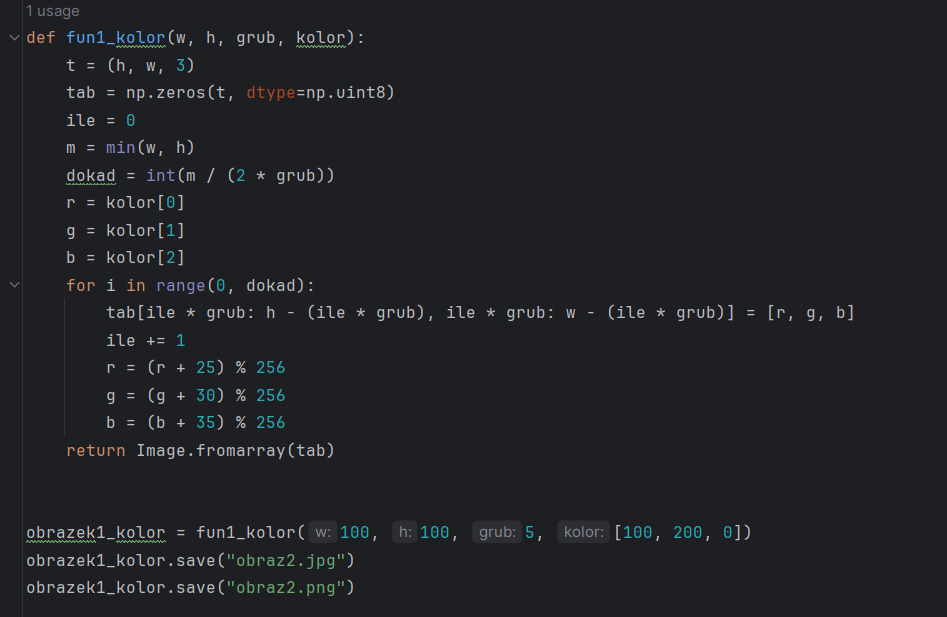 1 usage
def fun1_kolor(w, h, grub, kolor):
    t = (h, w, 3)
    tab = np.zeros(t, dtype=np.uint8)
    ile = 0
    m = min(w, h)
    dokad = int(m / (2 * grub))
    r = kolor[0]
    g = kolor[1]
    b = kolor[2]
    for i in range(0, dokad):
        tab[ile * grub: h - (ile * grub), ile * grub: w - (ile * grub)] = [r, g, b]
        ile += 1
        r = (r + 25) % 256
        g = (g + 30) % 256
        b = (b + 35) % 256
    return Image.fromarray(tab)
obrazek1_kolor = fun1_kolor( w: 100, h: 100, grub: 5, kolor: [100, 200, 0])
obrazek1_kolor.save("obraz2.jpg")
obrazek1_kolor.save("obraz2.png")